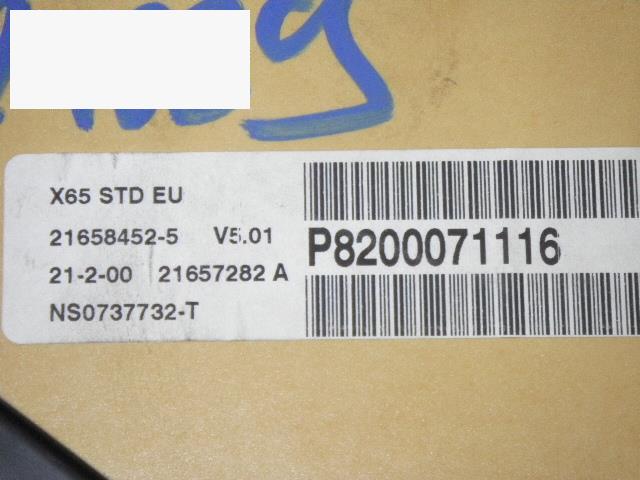 X65 STD EU
21658452-5 V5.01
21-2-00 21657282 A
NS0737732-T
P8200071116